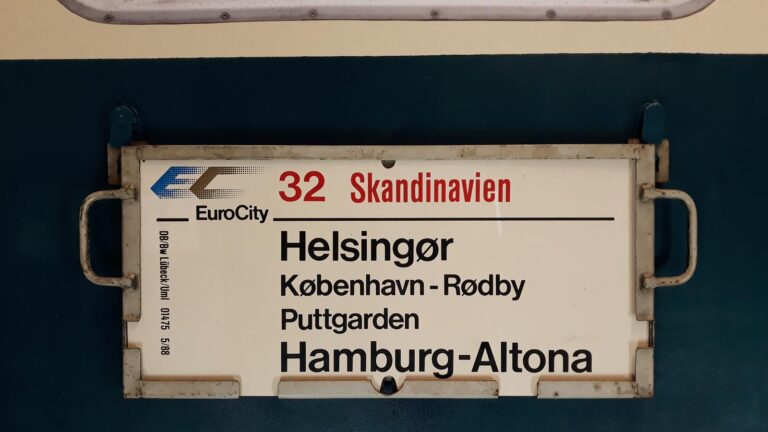 EC 32 Skandinavien
EuroCity
Helsingør
København - Rødby
Puttgarden
Hamburg-Altona
DB/Bw Lübeck/Uml 01475 5/88